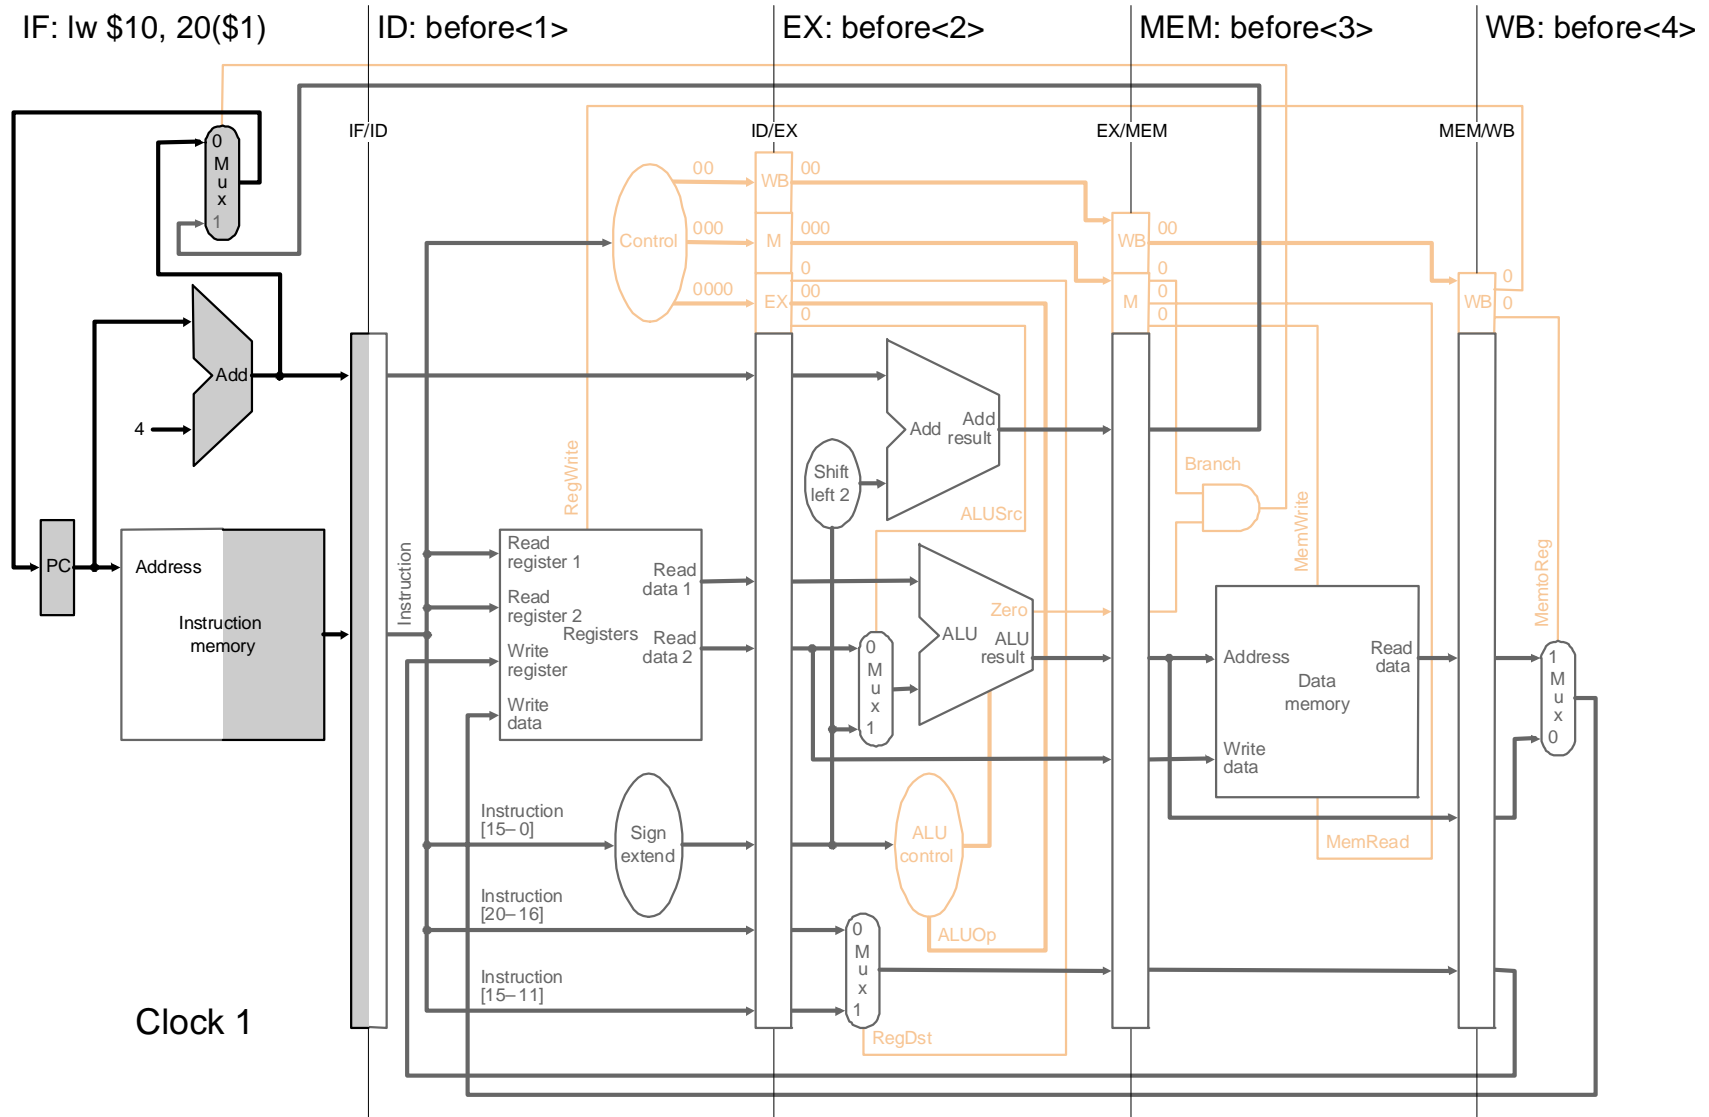 IF: lw $10, 20($1)
ID: before<1>
EX: before<2>
MEM: before<3>
WB: before<4>
IF/ID
ID/EX
EX/MEM
MEM/WB
0
M
u
x
1
Control
00
000
0000
WB
M
EX
00
000
0
00
0
WB
M
00
0
0
0
WB
0
0
Add
4
PC
Address
Instruction
memory
Instruction
RegWrite
Read
register 1
Read
register 2
Write
register
Write
data
Registers
Read
data 1
Read
data 2
Instruction
[15–0]
Sign
extend
Instruction
[20–16]
Instruction
[15–11]
Shift
left 2
Add
Add
result
ALUSrc
0
M
u
x
1
ALU
Zero
ALU
result
ALU
control
ALUOp
0
M
u
x
1
RegDst
Branch
MemWrite
Address
Write
data
Data
memory
Read
data
MemRead
MemtoReg
1
M
u
x
0
Clock 1